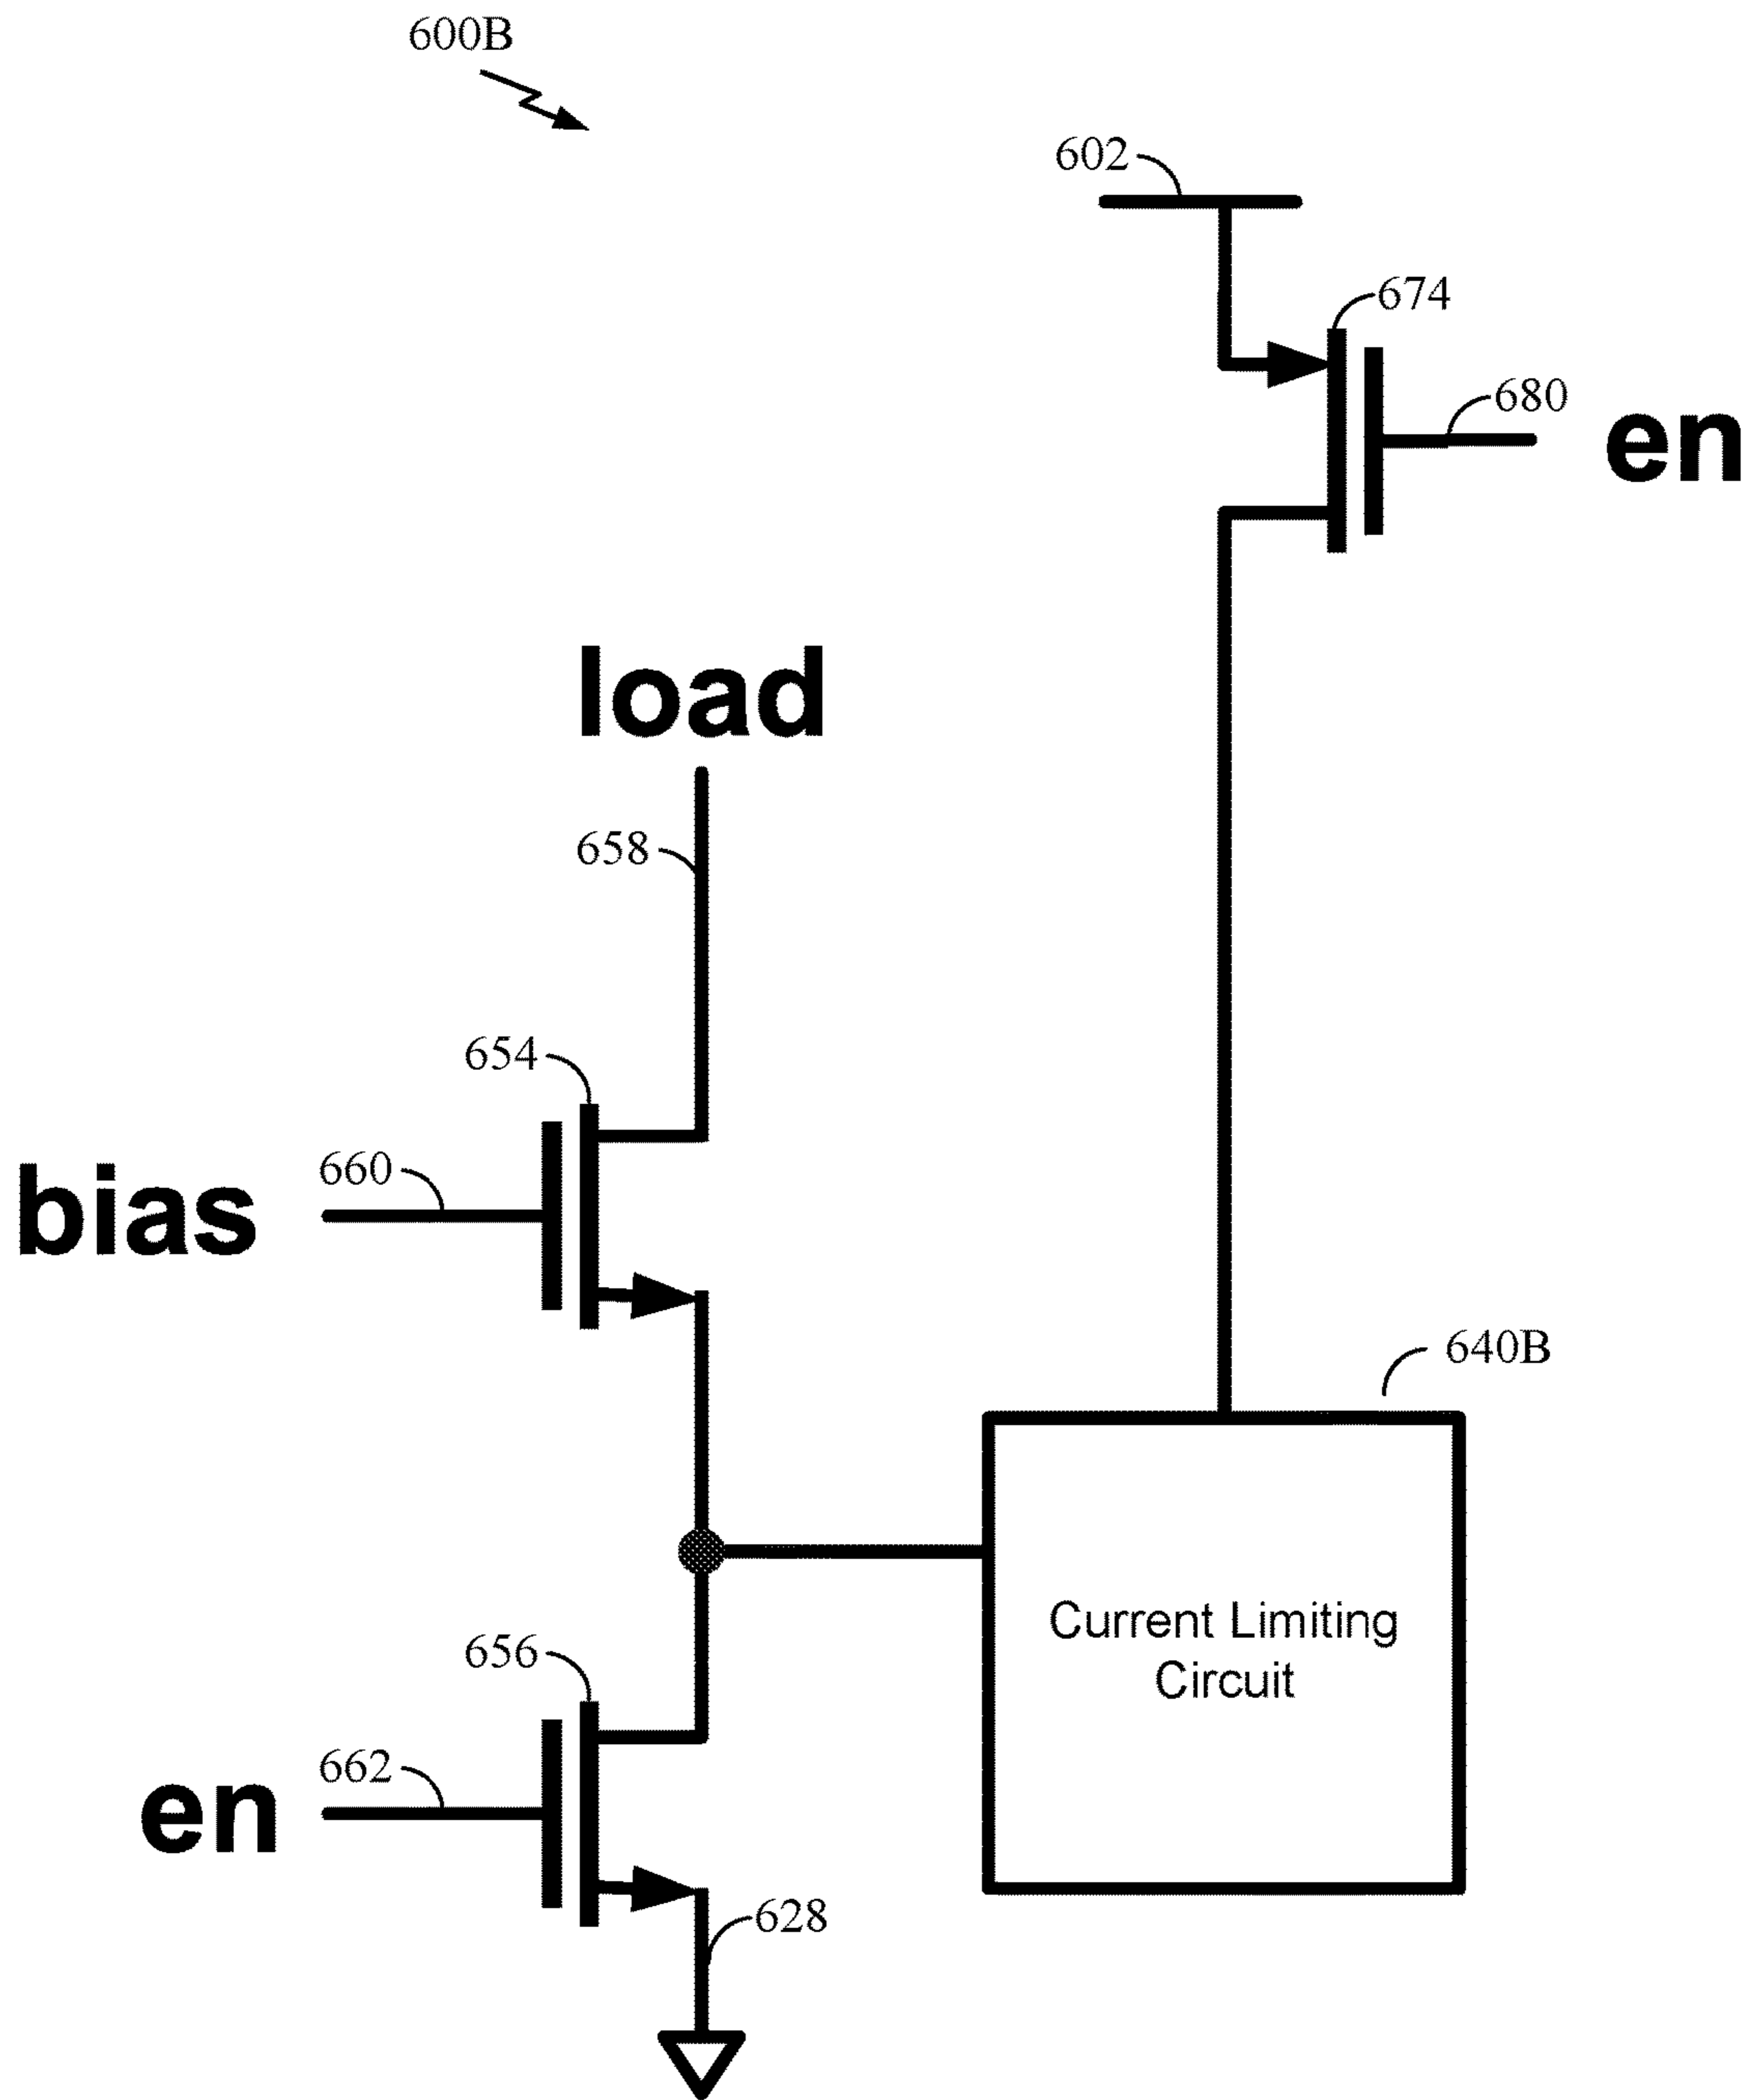 600B
602
674
680
en
load
658
654
bias
660
640B
Current Limiting
Circuit
656
en
662
628